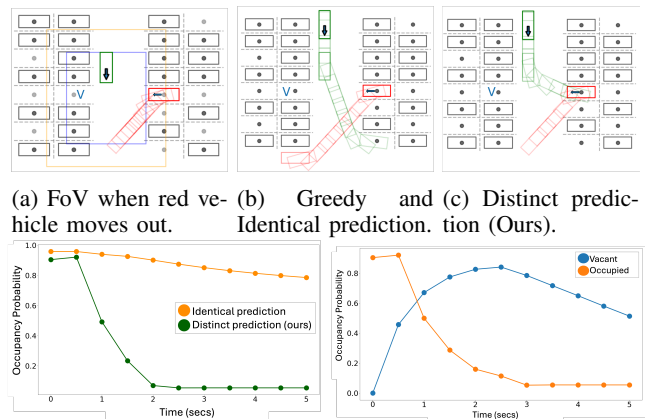 V
V
V
(a) FoV when red ve-
hicle moves out.
(b) Greedy and
Identical prediction.
(c) Distinct predic-
tion (Ours).
Occupancy Probability
1.0
0.8
0.6
0.4
0.2
0
1
2
3
4
5
Time (secs)
Identical prediction
Distinct prediction (ours)
Occupancy Probability
0.8
0.6
0.4
0.2
0.0
0
1
2
3
4
5
Time (secs)
Vacant
Occupied